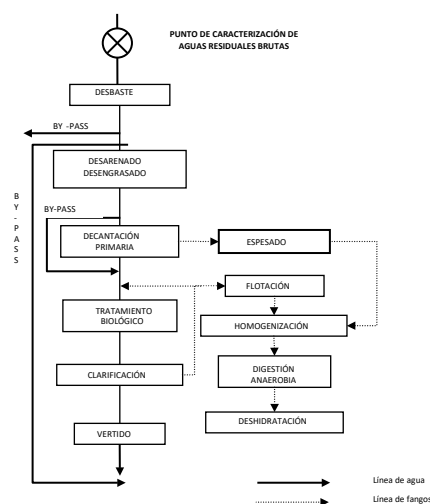 PUNTO DE CARACTERIZACIÓN DE
AGUAS RESIDUALES BRUTAS
DESBASTE
BY -PASS
DESARENADO
DESENGRASADO
B
Y
-
P
A
S
S
BY-PASS
DECANTACIÓN
PRIMARIA
ESPESADO
FLOTACIÓN
TRATAMIENTO
BIOLÓGICO
HOMOGENIZACIÓN
CLARIFICACIÓN
DIGESTIÓN
ANAEROBIA
DESHIDRATACIÓN
VERTIDO
Línea de agua
Línea de fangos